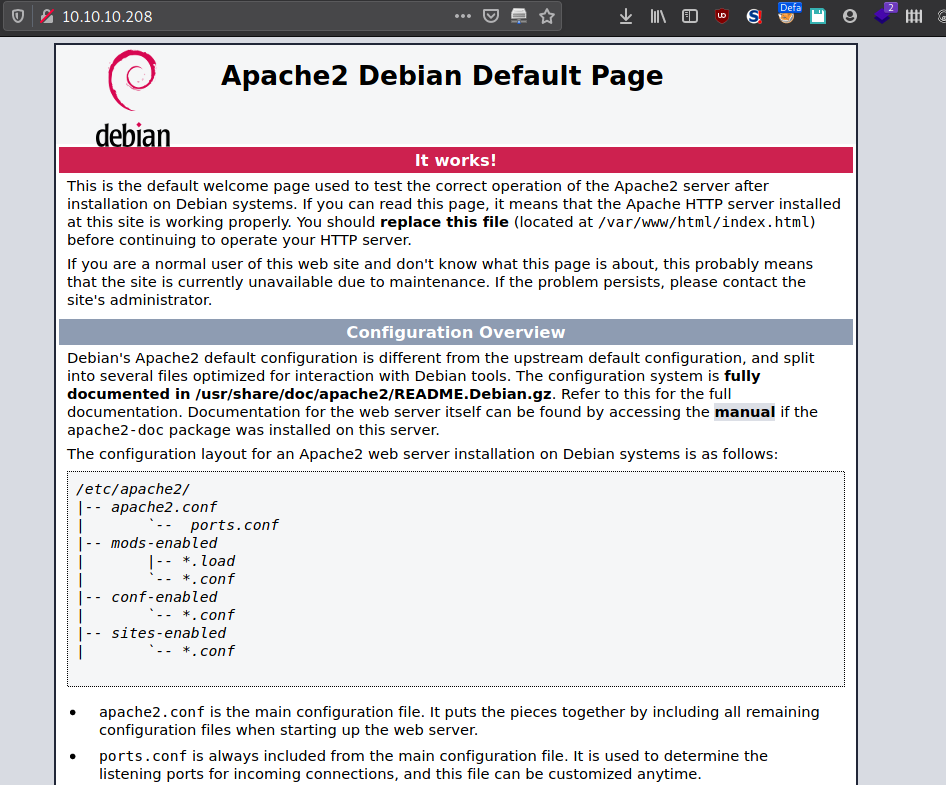 10.10.10.208
Defa
2
Apache2 Debian Default Page
debian
It works!
This is the default welcome page used to test the correct operation of the Apache2 server after
installation on Debian systems. If you can read this page, it means that the Apache HTTP server installed
at this site is working properly. You should replace this file (located at /var/www/html/index.html)
before continuing to operate your HTTP server.
If you are a normal user of this web site and don't know what this page is about, this probably means
that the site is currently unavailable due to maintenance. If the problem persists, please contact the
site's administrator.
Configuration Overview
Debian's Apache2 default configuration is different from the upstream default configuration, and split
into several files optimized for interaction with Debian tools. The configuration system is fully
documented in /usr/share/doc/apache2/README.Debian.gz. Refer to this for the full
documentation. Documentation for the web server itself can be found by accessing the manual if the
apache2-doc package was installed on this server.
The configuration layout for an Apache2 web server installation on Debian systems is as follows:
/etc/apache2/
|-- apache2.conf
|       `--  ports.conf
|-- mods-enabled
|       |-- *.load
|       `-- *.conf
|-- conf-enabled
|       `-- *.conf
|-- sites-enabled
|       `-- *.conf
• apache2.conf is the main configuration file. It puts the pieces together by including all remaining
configuration files when starting up the web server.
• ports.conf is always included from the main configuration file. It is used to determine the
listening ports for incoming connections, and this file can be customized anytime.